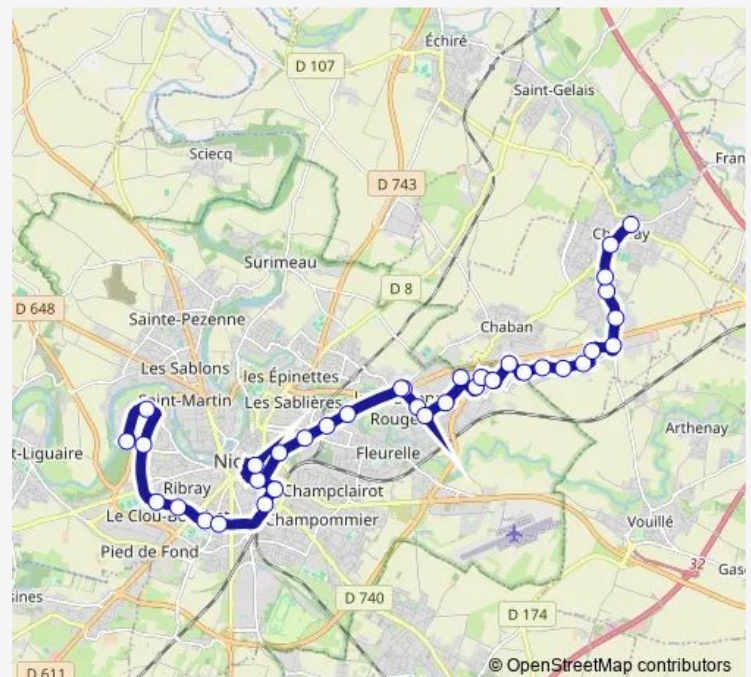 Échiré
D 107
Saint-Gelais
Sciecq
Fran
D 743
Surimeau
D 8
D 648
Sainte-Pezenne
Chaban
Les Sablons
les Épinettes
Saint-Martin
Les Sablières
Arthenay
t-Liguaire
Fleurelle
Ribray
Champclairot
Champommier
Vouillé
Pied de Fond
32
Gas
sines
D 740
D 174
D 611
© OpenStreetMap contributors